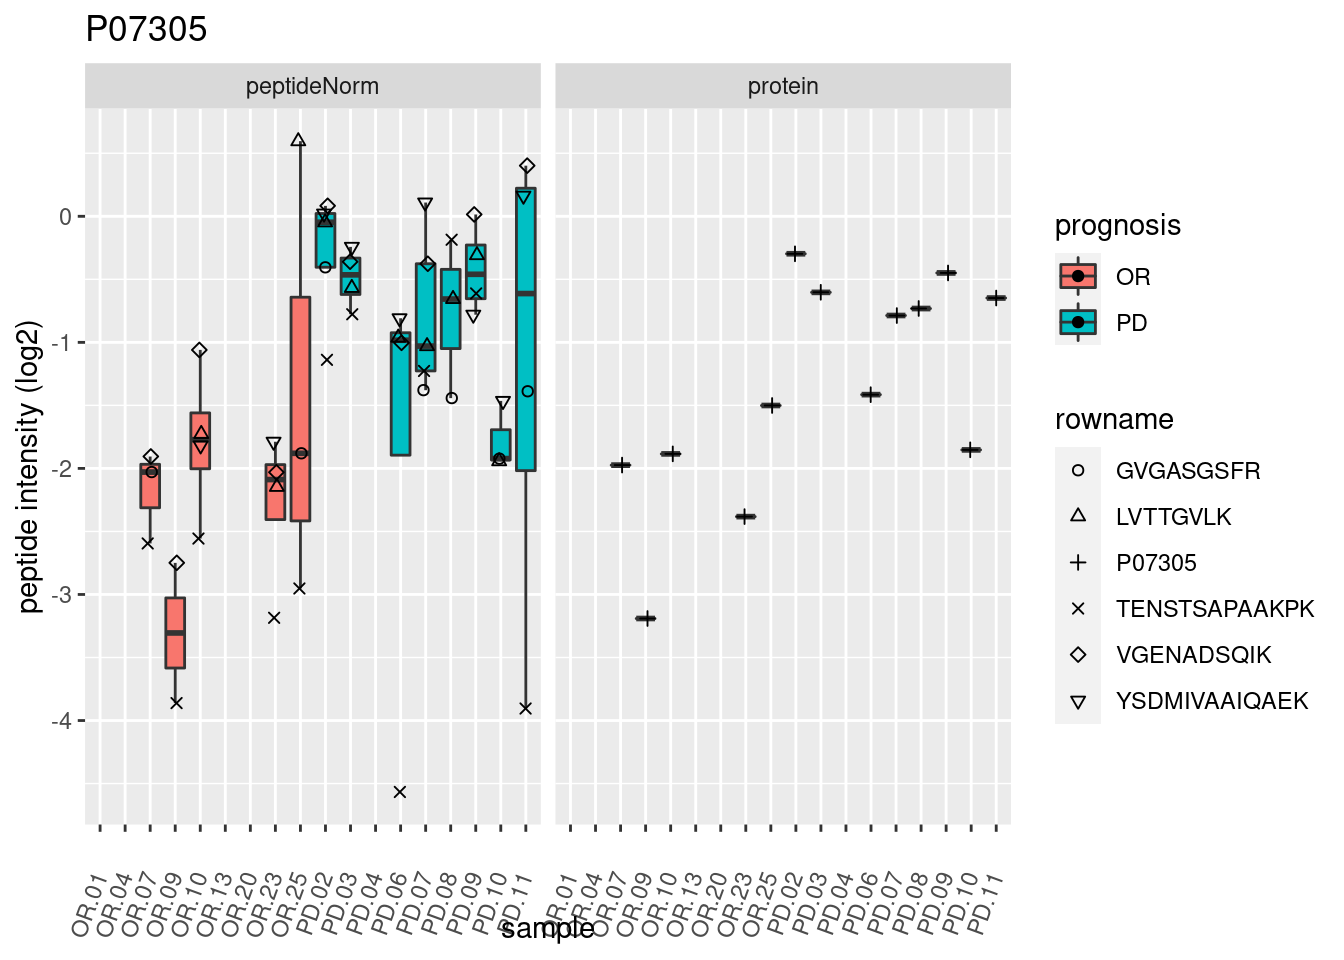 P07305
peptideNorm
protein
peptide intensity (log2)
0
-1
-2
-3
-4
OR.01
OR.04
OR.07
OR.09
OR.10
OR.13
OR.20
OR.23
OR.25
PD.02
PD.03
PD.04
PD.06
PD.07
PD.08
PD.09
PD.10
PD.11
OR.01
OR.04
OR.07
OR.09
OR.10
OR.13
OR.20
OR.23
OR.25
PD.02
PD.03
PD.04
PD.06
PD.07
PD.08
PD.09
PD.10
PD.11
sample
prognosis
OR
PD
rowname
GVGASGSFR
LVTTGVLK
P07305
TENSTSAPAAKPK
VGENADSQIK
YSDMIVAAIQAEK